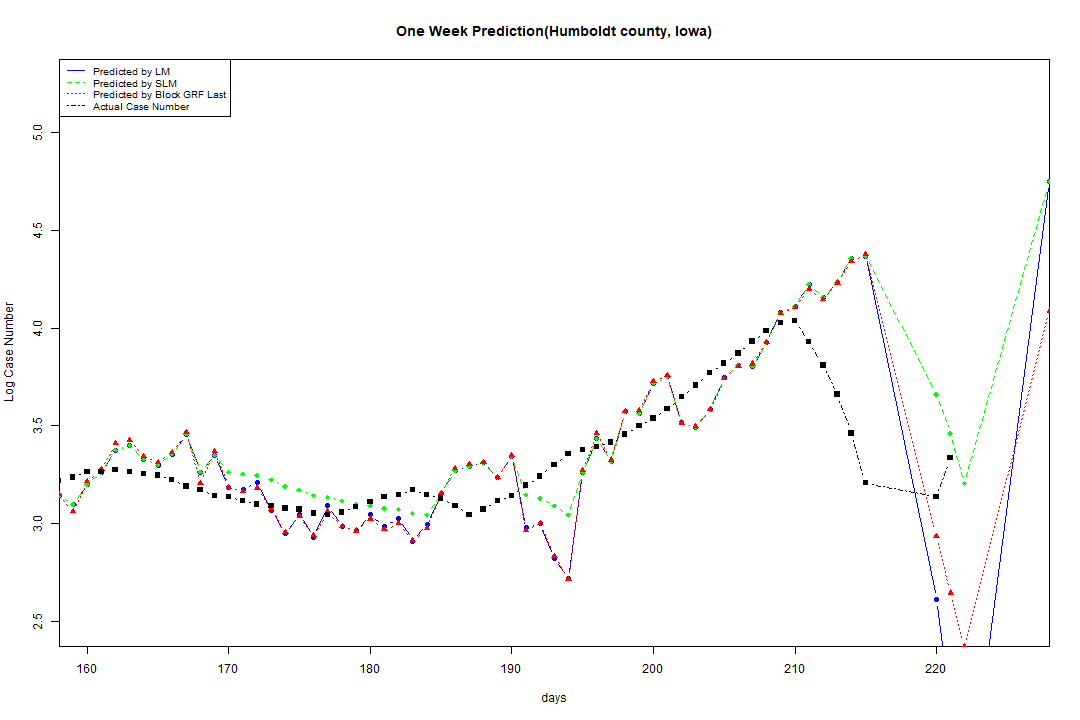 One Week Prediction(Humboldt county, Iowa)
Predicted by LM
Predicted by SLM
Predicted by Block GRF Last
Actual Case Number
5.0
4.5
4.0
3.5
3.0
2.5
Log Case Number
160 170 180 190 200 210 220
days